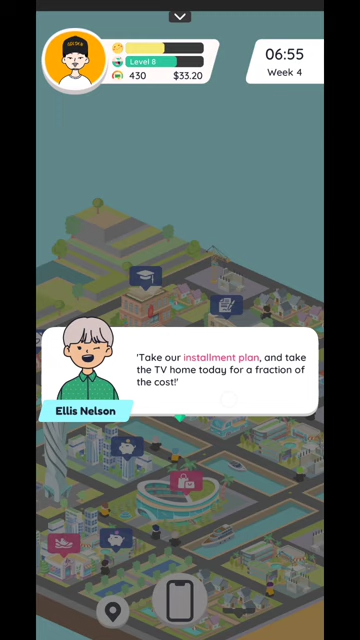 Level 8
430
$33.20
06:55
Week 4
'Take our installment plan, and take
the TV home today for a fraction of
the cost!'
Ellis Nelson